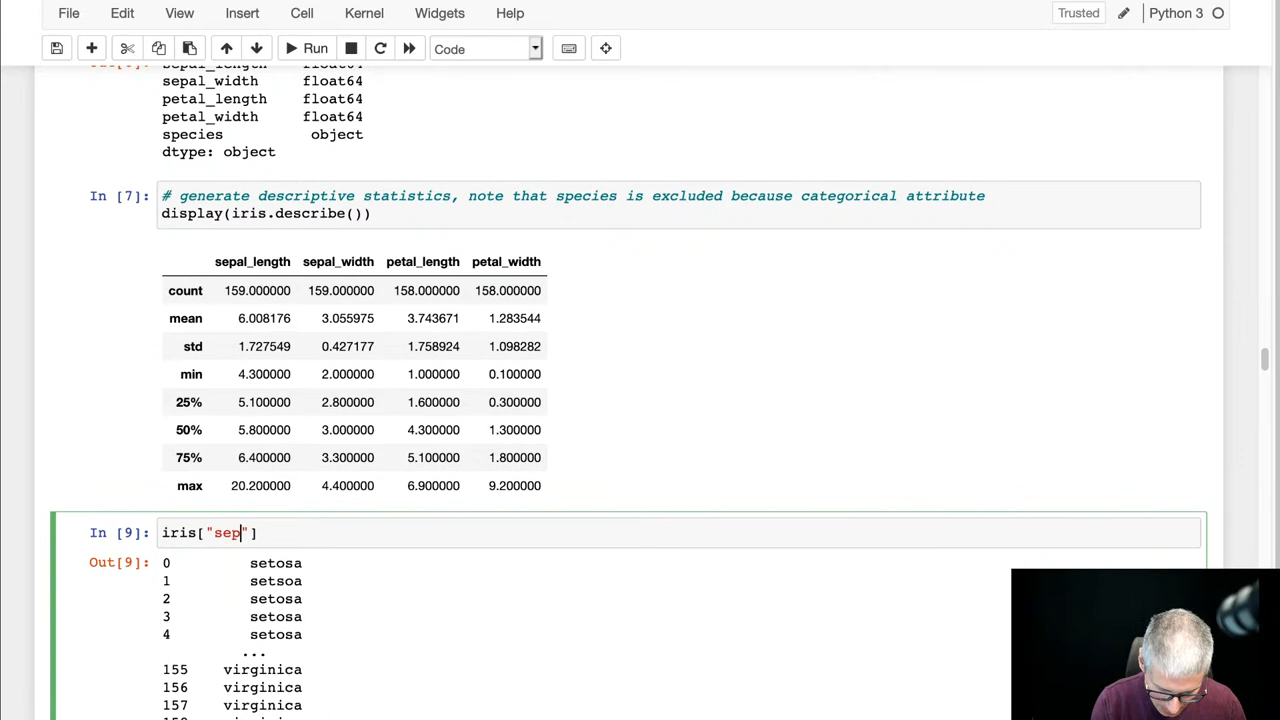 File Edit View Insert Cell Kernel Widgets Help Trusted Python 3
Run Code
sepal_width float64
petal_length float64
petal_width float64
species object
dtype: object
In [7]: # generate descriptive statistics, note that species is excluded because categorical attribute
display(iris.describe())
sepal_length sepal_width petal_length petal_width
count 159.000000 159.000000 158.000000 158.000000
mean 6.008176 3.055975 3.743671 1.283544
std 1.727549 0.427177 1.758924 1.098282
min 4.300000 2.000000 1.000000 0.100000
25% 5.100000 2.800000 1.600000 0.300000
50% 5.800000 3.000000 4.300000 1.300000
75% 6.400000 3.300000 5.100000 1.800000
max 20.200000 4.400000 6.900000 9.200000
In [9]: iris["sep"]
Out[9]: 0 setosa
1 setsoa
2 setosa
3 setosa
4 setosa
...
155 virginica
156 virginica
157 virginica